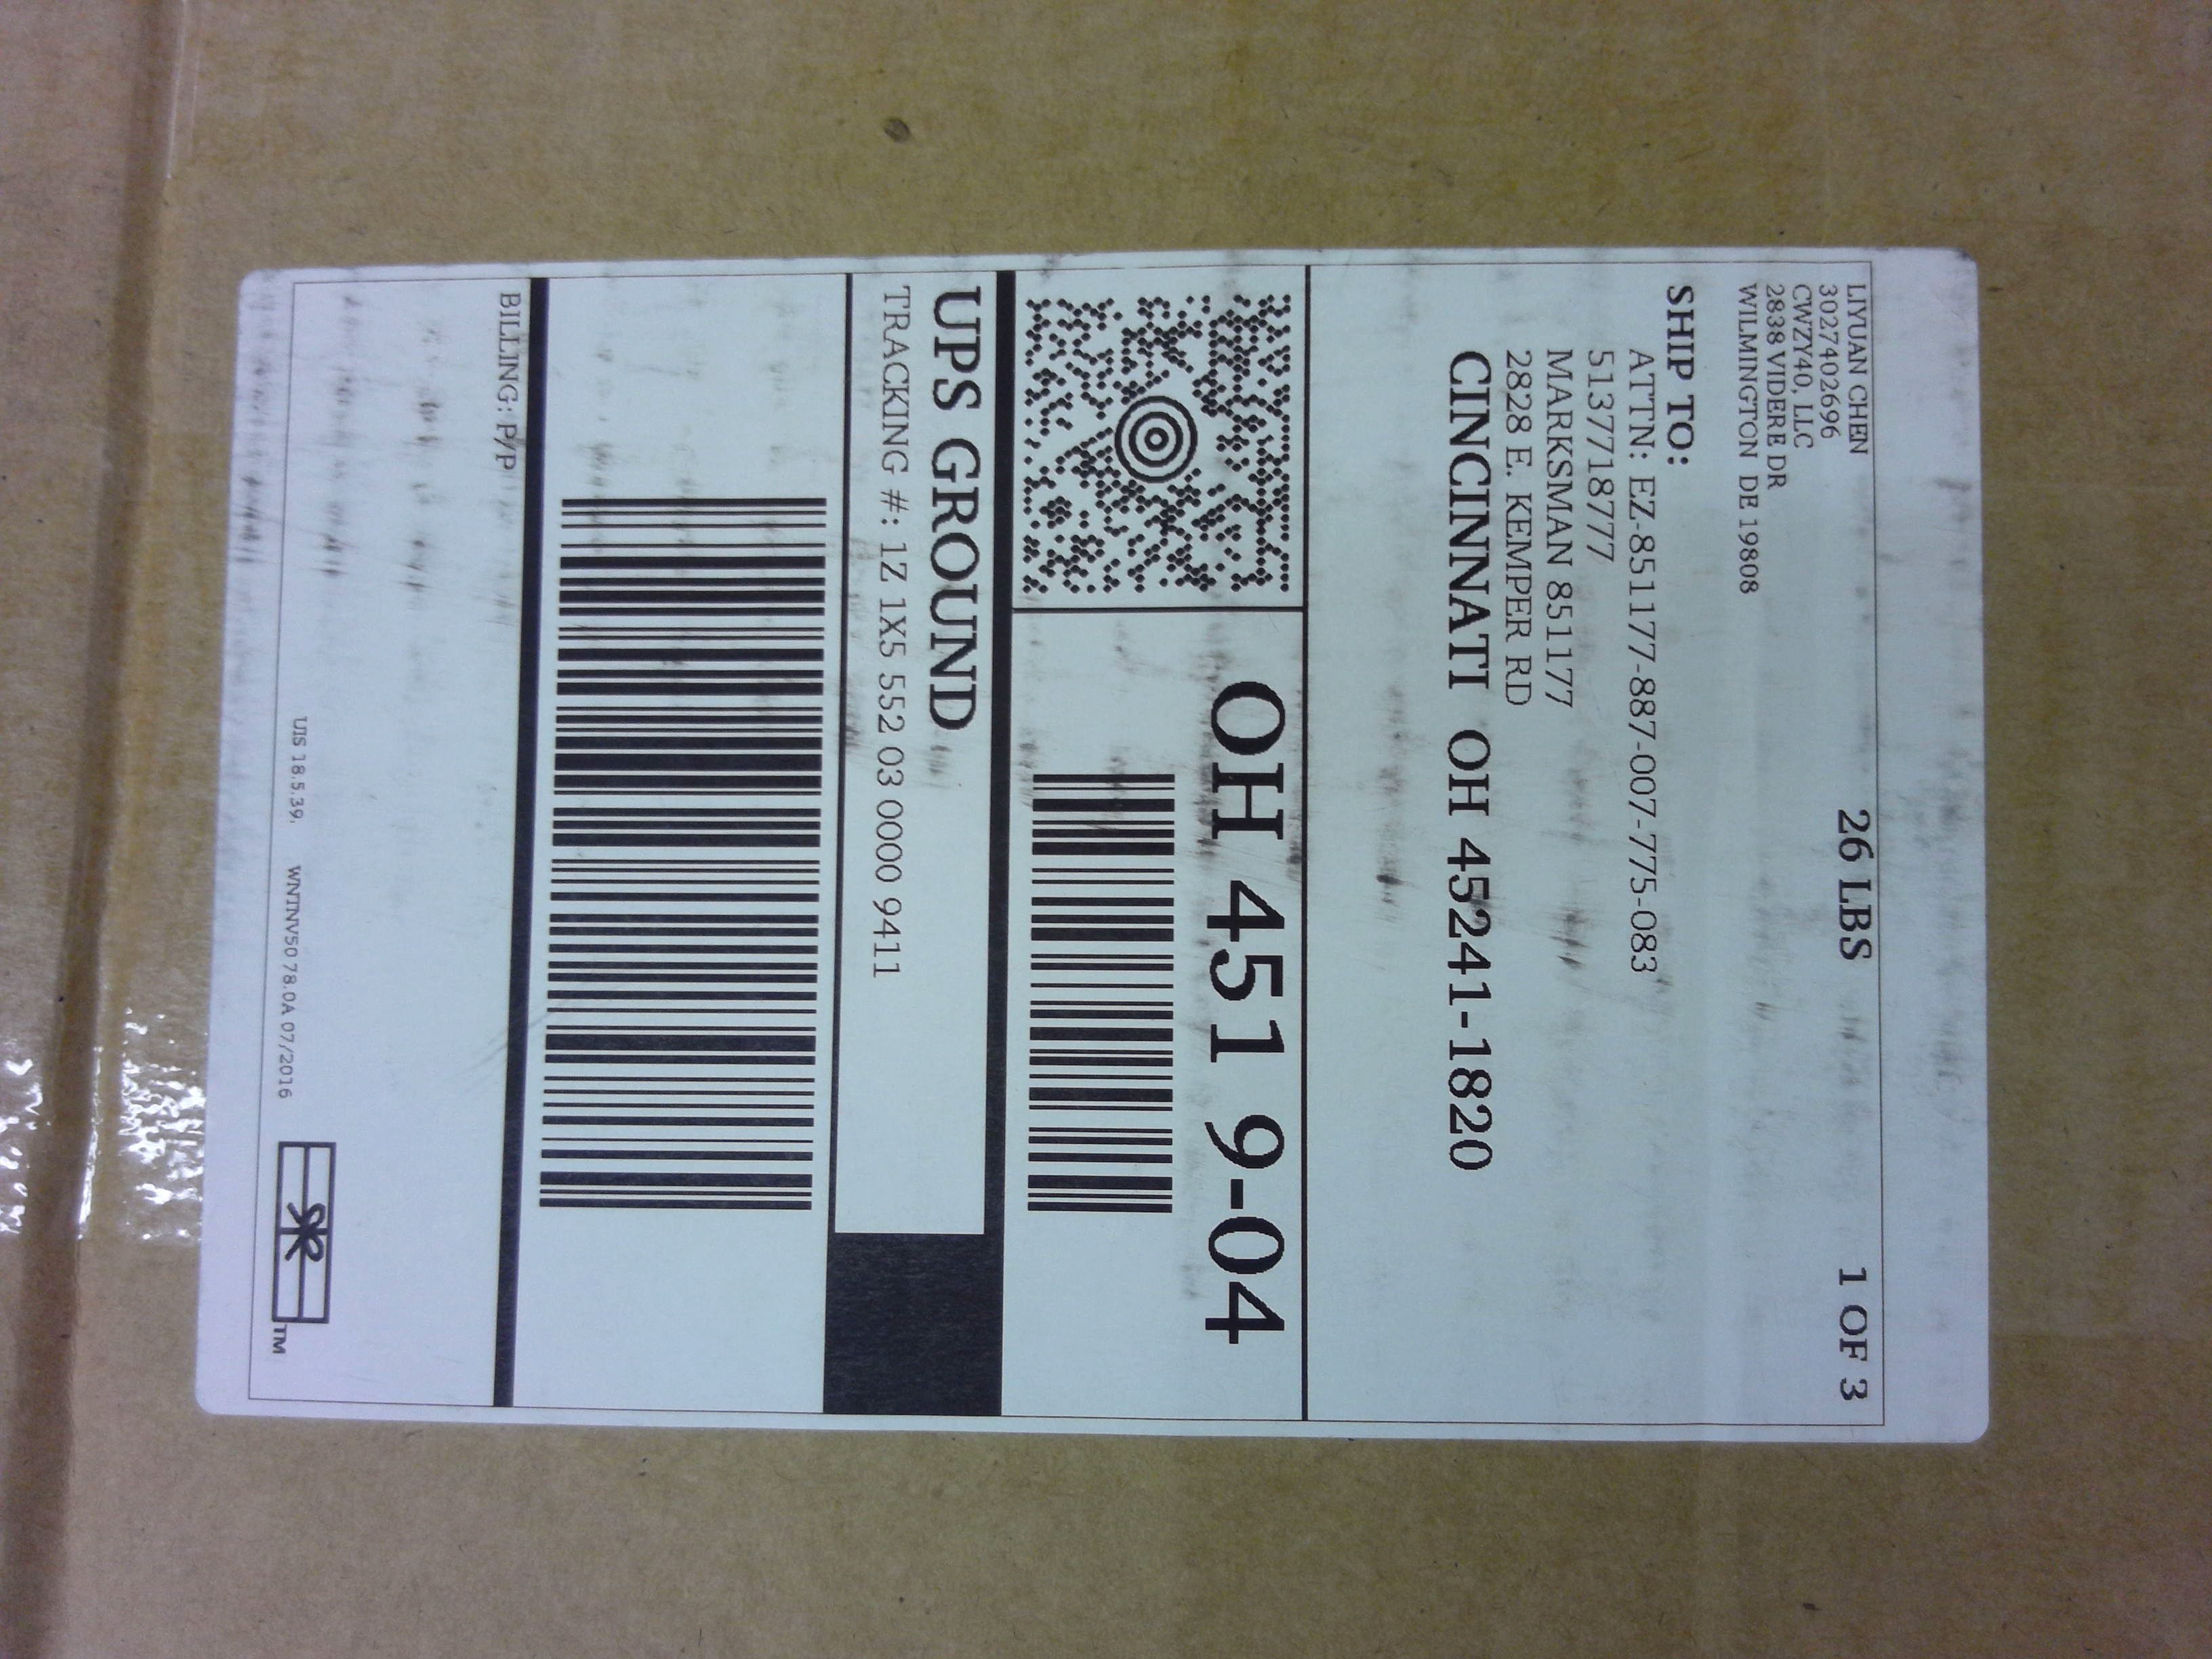 LIYUAN CHEN
3027402696
CWZY40, LLC
2838 VIDERE DR
WILMINGTON DE 19808
26 LBS
1 OF 3
SHIP TO:
ATTN: EZ-851177-887-007-775-083
5137718777
MARKSMAN 851177
2828 E. KEMPER RD
CINCINNATI OH 45241-1820
OH 451 9-04
UPS GROUND
TRACKING #: 1Z 1X5 552 03 0000 9411
BILLING: P/P
UIS 18.5.39. WNTNV50 78.0A 07/2016
TM